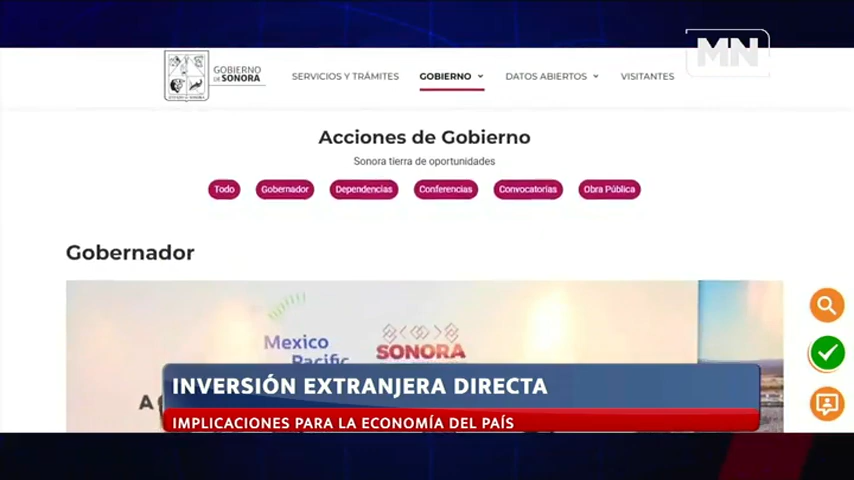 MN
GOBIERNO
DE SONORA
SERVICIOS Y TRÁMITES GOBIERNO DATOS ABIERTOS VISITANTES
Acciones de Gobierno
Sonora tierra de oportunidades
Todo Gobernador Dependencias Conferencias Convocatorias Obra Pública
Gobernador
Mexico
Pacific
SONORA
INVERSIÓN EXTRANJERA DIRECTA
IMPLICACIONES PARA LA ECONOMÍA DEL PAÍS